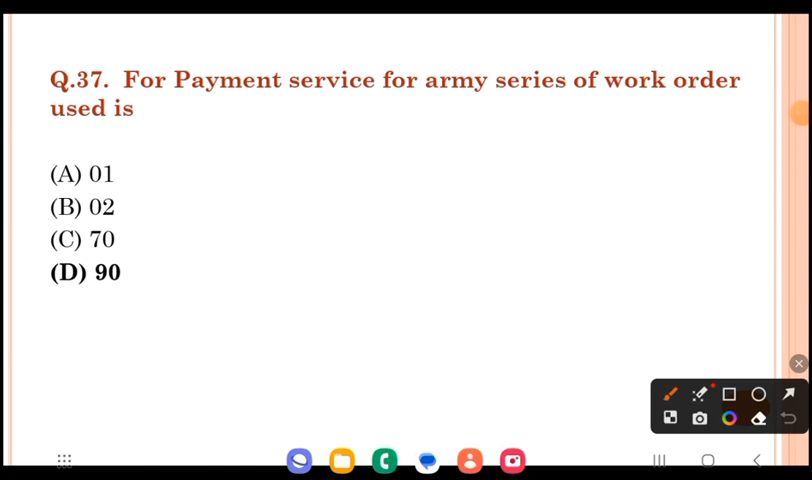 Q.37. For Payment service for army series of work order
used is
(A) 01
(B) 02
(C) 70
(D) 90